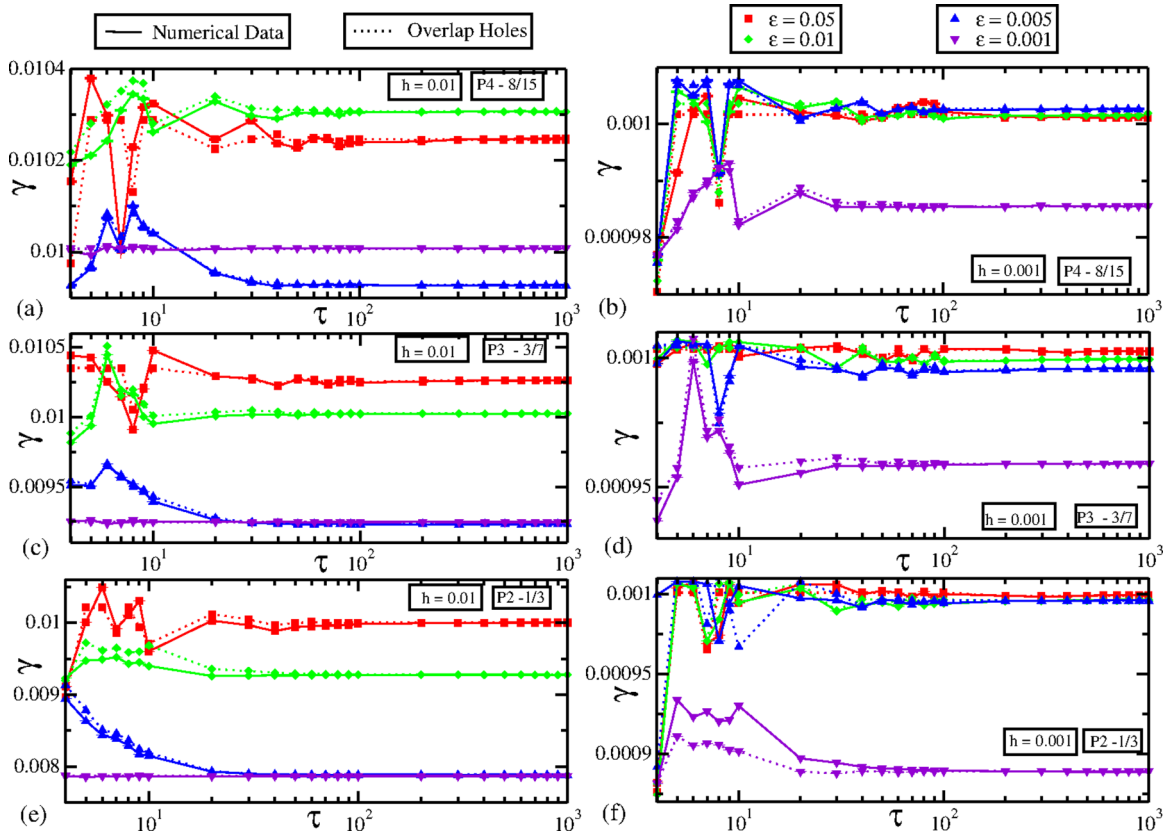 Numerical Data
Overlap Holes
ε = 0.05
ε = 0.005
ε = 0.01
ε = 0.001
0.0104
0.0102
0.01
γ
h = 0.01
P4 - 8/15
(a)
10¹
τ
10²
10³
0.001
0.00098
γ
h = 0.001
P4 - 8/15
(b)
10¹
τ
10²
10³
0.0105
0.01
0.0095
γ
h = 0.01
P3 - 3/7
(c)
10¹
τ
10²
10³
0.001
0.00095
γ
h = 0.001
P3 - 3/7
(d)
10¹
τ
10²
10³
0.01
0.009
0.008
γ
h = 0.01
P2 -1/3
(e)
10¹
τ
10²
10³
0.001
0.00095
0.0009
γ
h = 0.001
P2 -1/3
(f)
10¹
τ
10²
10³